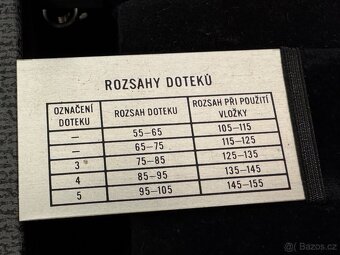 ROZSAHY DOTEKŮ
OZNAČENÍ DOTEKU ROZSAH DOTEKU ROZSAH PŘI POUŽITÍ VLOŽKY
— 55—65 105—115
— 65—75 115—125
3 75—85 125—135
4 85—95 135—145
5 95—105 145—155
Bazos.cz